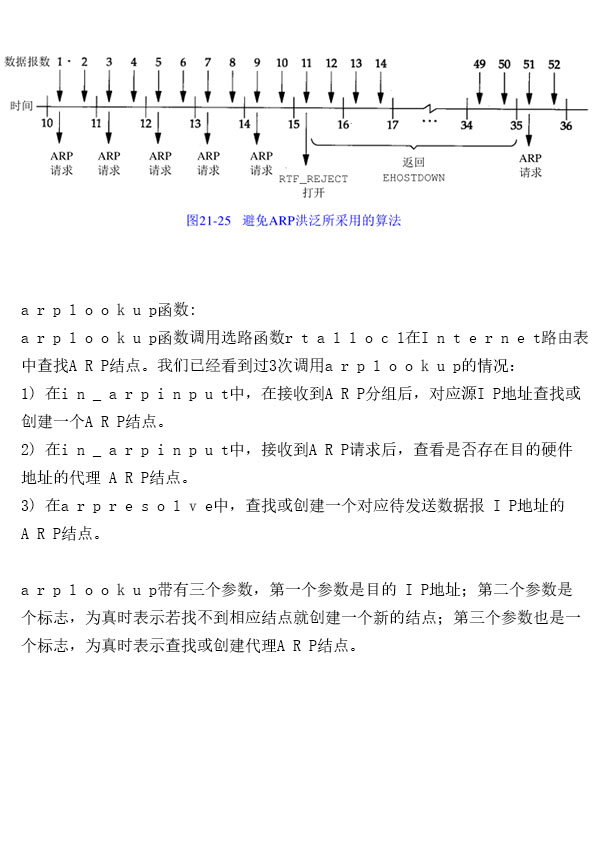 数据报数 1 2 3 4 5 6 7 8 9 10 11 12 13 14 49 50 51 52
时间
10 11 12 13 14 15 16 17 … 34 35 36
ARP ARP ARP ARP ARP 返回 ARP
请求 请求 请求 请求 请求 RTF_REJECT EHOSTDOWN 请求
打开
图21-25 避免ARP洪泛所采用的算法
a r p l o o k u p函数:
a r p l o o k u p函数调用选路函数r t a l l o c l在I n t e r n e t路由表
中查找A R P结点。我们已经看到过3次调用a r p l o o k u p的情况:
1) 在i n _ a r p i n p u t中，在接收到A R P分组后，对应源I P地址查找或
创建一个A R P结点。
2) 在i n _ a r p i n p u t中，接收到A R P请求后，查看是否存在目的硬件
地址的代理 A R P结点。
3) 在a r p r e s o l v e中，查找或创建一个对应待发送数据报 I P地址的
A R P结点。
a r p l o o k u p带有三个参数，第一个参数是目的 I P地址；第二个参数是
个标志，为真时表示若找不到相应结点就创建一个新的结点；第三个参数也是一
个标志，为真时表示查找或创建代理A R P结点。